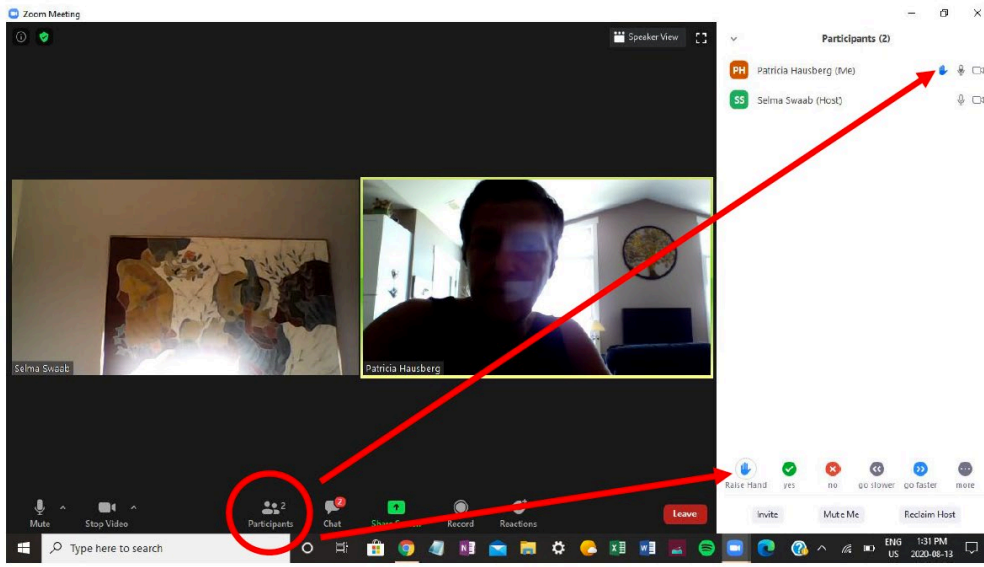 Zoom Meeting
Speaker View
Participants (2)
PH Patricia Hausberg (Me)
SS Selma Swaab (Host)
Selma Swaab
Patricia Hausberg
Raise Hand yes no go slower go faster more
2 2
Mute Stop Video Participants Chat Record Reactions
Leave
Invite Mute Me Reclaim Host
Type here to search
ENG 1:31 PM
US 2020-08-13